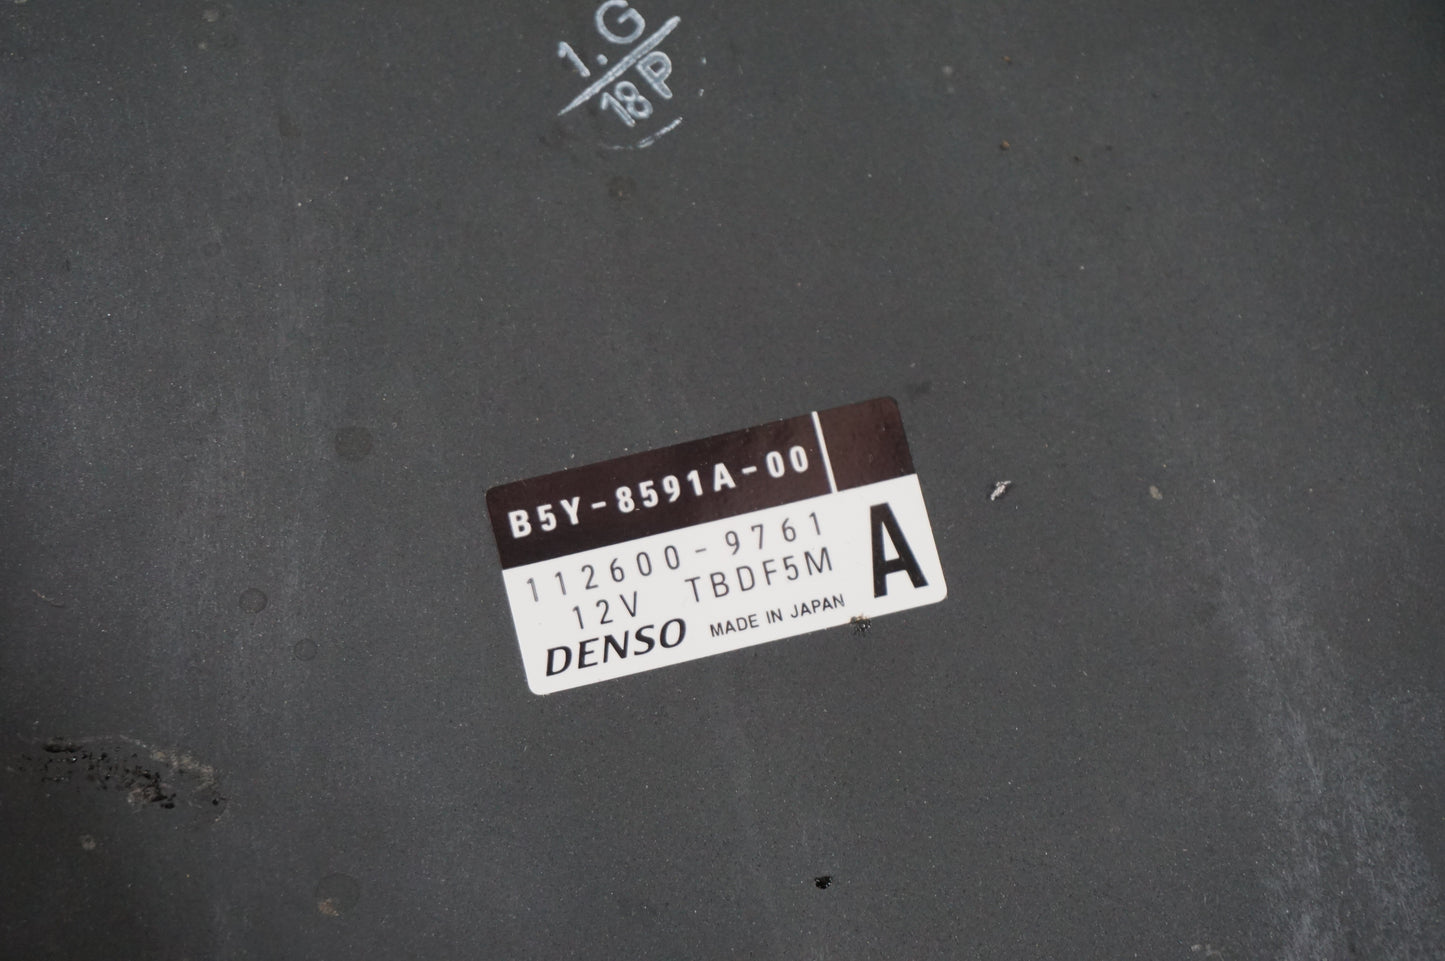 1.G
18P
B5Y-8591A-00
112600-9761
12V TBDF5M
A
DENSO MADE IN JAPAN